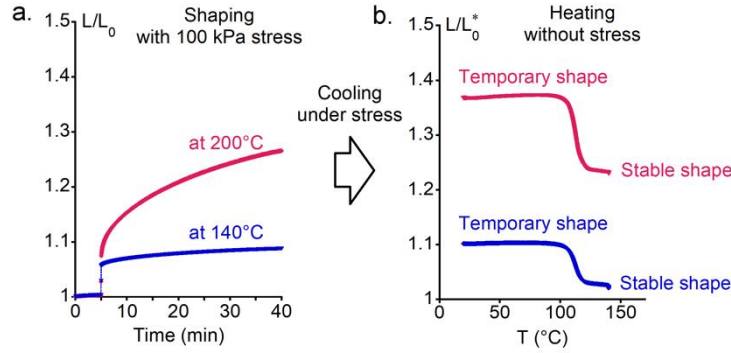 a.
L/L0
Shaping
with 100 kPa stress
1.5
1.4
1.3
1.2
1.1
1
at 200°C
at 140°C
0
10
20
30
40
Time (min)
Cooling
under stress
b.
L/L0*
Heating
without stress
1.5
1.4
1.3
1.2
1.1
1
Temporary shape
Stable shape
Temporary shape
Stable shape
0
50
100
150
T (°C)